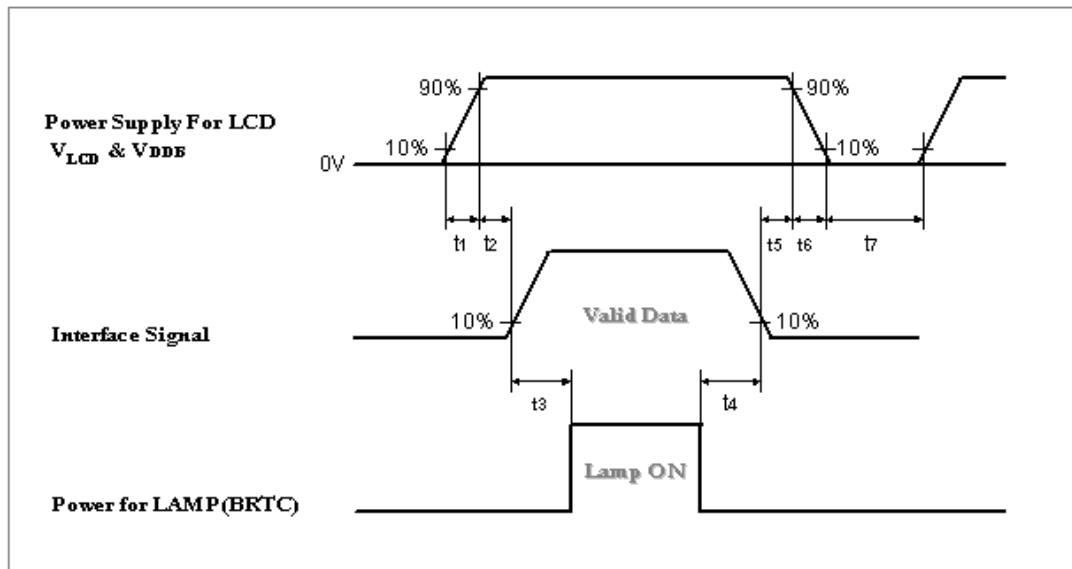 90%
90%
Power Supply For LCD
VLCD & VDDB
10%
10%
0V
t1
t2
t5
t6
t7
Interface Signal
10%
Valid Data
10%
t3
t4
Lamp ON
Power for LAMP(BRTC)